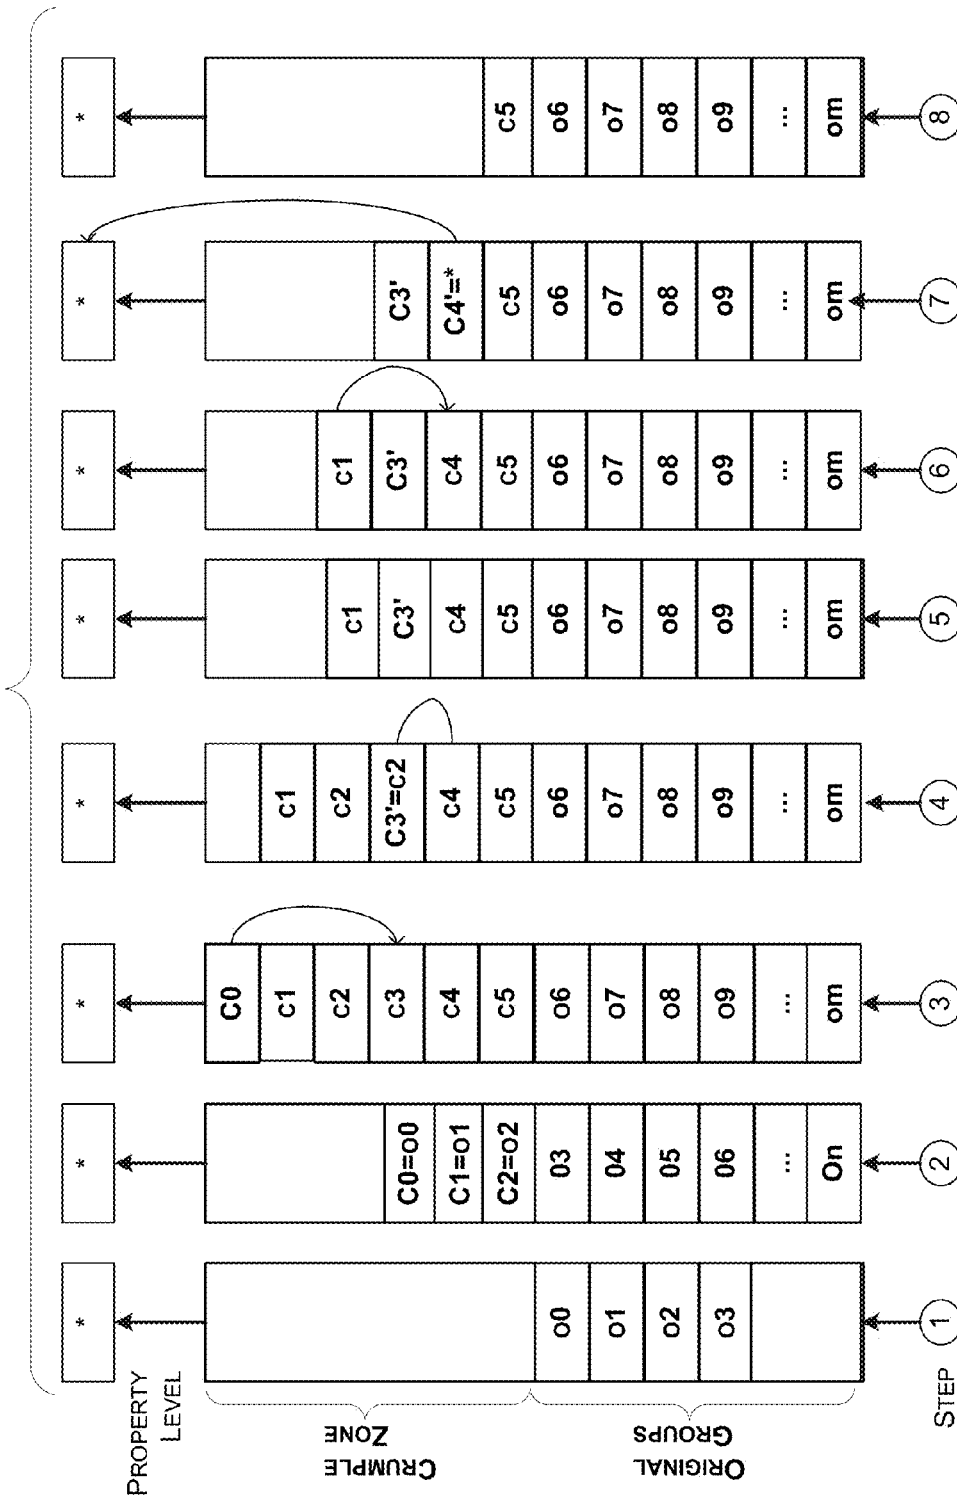 PROPERTY
LEVEL
CRUMPLE
ZONE
ORIGINAL
GROUPS
STEP
*
o0
o1
o2
o3
1
*
C0=o0
C1=o1
C2=o2
03
04
05
06
...
On
2
*
C0
c1
c2
c3
c4
c5
o6
o7
o8
o9
...
om
3
*
c1
c2
C3'=c2
c4
c5
o6
o7
o8
o9
...
om
4
*
c1
C3'
c4
c5
o6
o7
o8
o9
...
om
5
*
c1
C3'
c4
c5
o6
o7
o8
o9
...
om
6
*
C3'
C4'=*
c5
o6
o7
o8
o9
...
om
7
*
c5
o6
o7
o8
o9
...
om
8